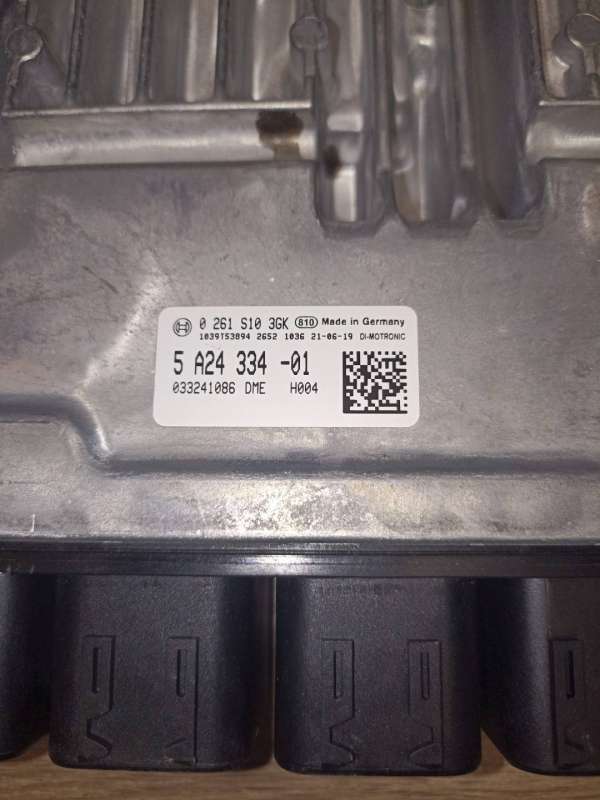 0 261 S10 3GK 810 Made in Germany
1039T53894 2652 1036 21-06-19 DI-MOTRONIC
5 A24 334 -01
033241086 DME H004